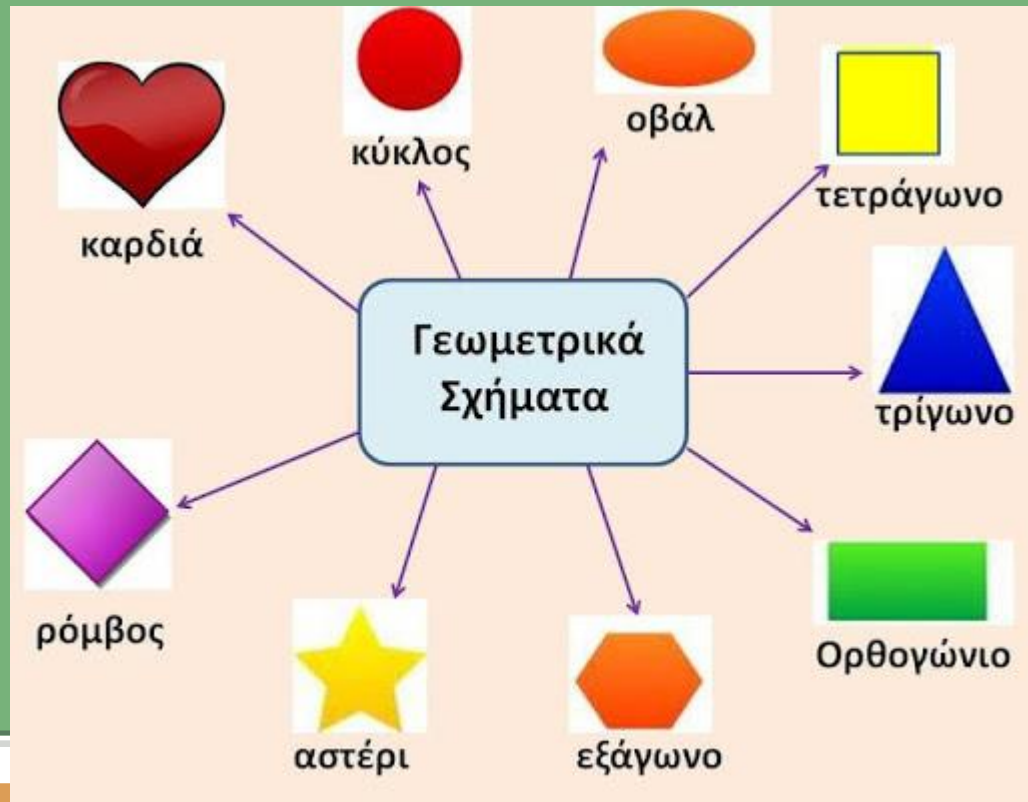 κύκλος
οβάλ
τετράγωνο
καρδιά
Γεωμετρικά
Σχήματα
τρίγωνο
ρόμβος
Ορθογώνιο
αστέρι
εξάγωνο